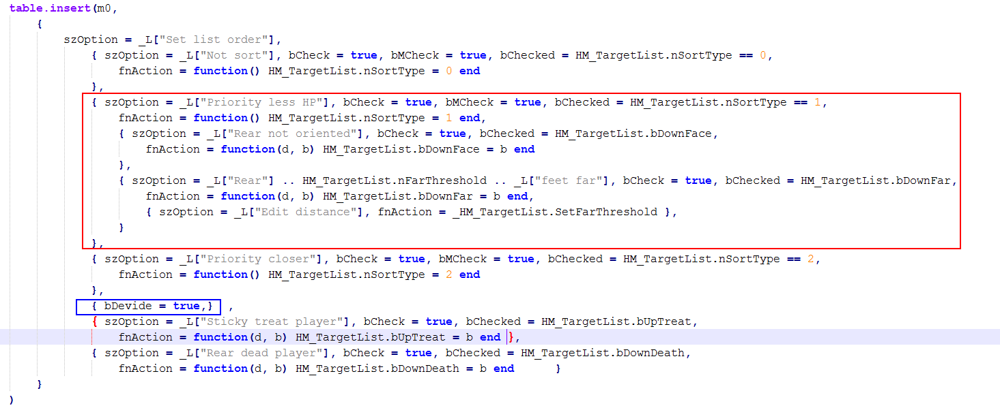 table.insert(m0,
    {
        szOption = _L["Set list order"],
            { szOption = _L["Not sort"], bCheck = true, bMCheck = true, bChecked = HM_TargetList.nSortType == 0,
                fnAction = function() HM_TargetList.nSortType = 0 end
            },
            { szOption = _L["Priority less HP"], bCheck = true, bMCheck = true, bChecked = HM_TargetList.nSortType == 1,
                fnAction = function() HM_TargetList.nSortType = 1 end,
                { szOption = _L["Rear not oriented"], bCheck = true, bChecked = HM_TargetList.bDownFace,
                    fnAction = function(d, b) HM_TargetList.bDownFace = b end
                },
                { szOption = _L["Rear"] .. HM_TargetList.nFarThreshold .. _L["feet far"], bCheck = true, bChecked = HM_TargetList.bDownFar,
                    fnAction = function(d, b) HM_TargetList.bDownFar = b end,
                    { szOption = _L["Edit distance"], fnAction = _HM_TargetList.SetFarThreshold },
                }
            },
            { szOption = _L["Priority closer"], bCheck = true, bMCheck = true, bChecked = HM_TargetList.nSortType == 2,
                fnAction = function() HM_TargetList.nSortType = 2 end
            },
            { bDevide = true,} ,
            { szOption = _L["Sticky treat player"], bCheck = true, bChecked = HM_TargetList.bUpTreat,
                fnAction = function(d, b) HM_TargetList.bUpTreat = b end },
            { szOption = _L["Rear dead player"], bCheck = true, bChecked = HM_TargetList.bDownDeath,
                fnAction = function(d, b) HM_TargetList.bDownDeath = b end      }
    }
)